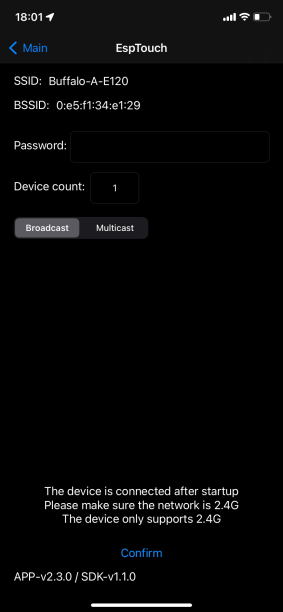 18:01
Main
EspTouch
SSID: Buffalo-A-E120
BSSID: 0:e5:f1:34:e1:29
Password:
Device count: 1
Broadcast Multicast
The device is connected after startup
Please make sure the network is 2.4G
The device only supports 2.4G
Confirm
APP-v2.3.0 / SDK-v1.1.0